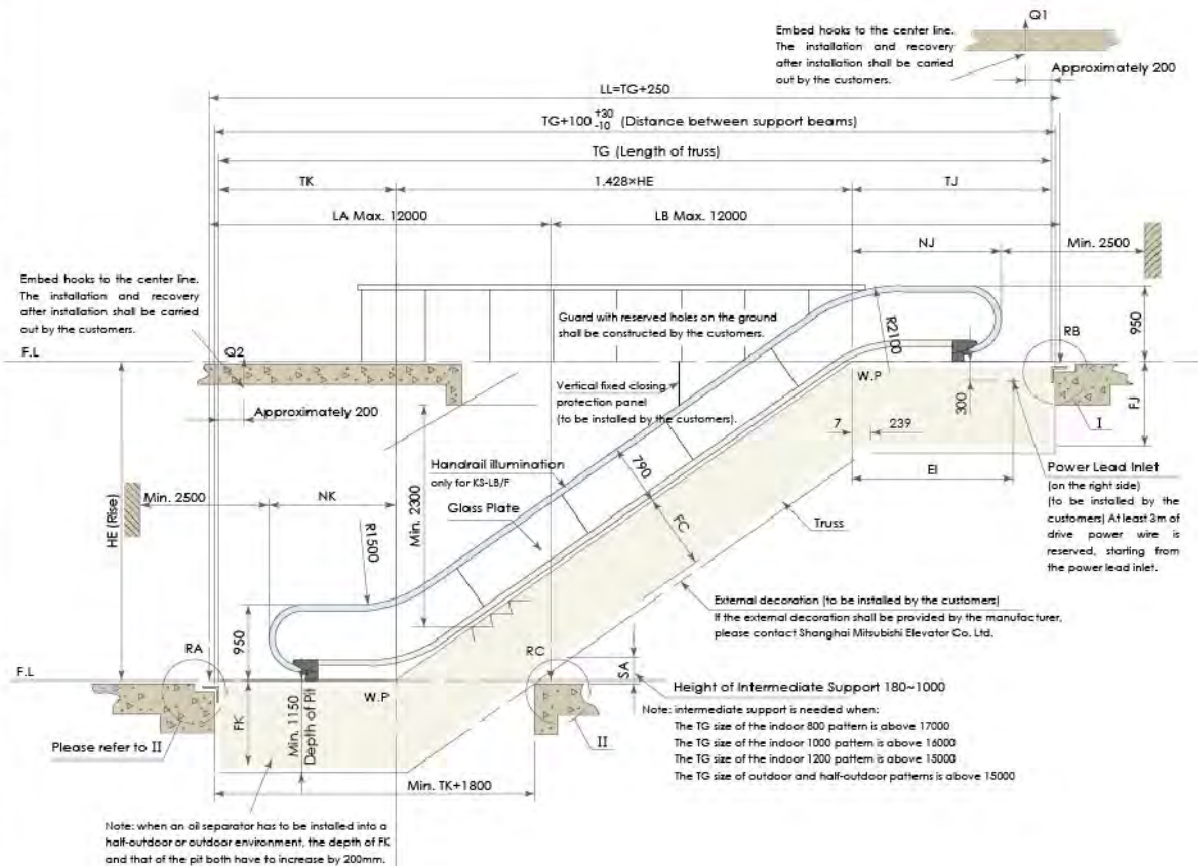 Q1
Embed hooks to the center line.
The installation and recovery
after installation shall be carried
out by the customers.
Approximately 200
LL=TG+250
TG+100 +30 -10 (Distance between support beams)
TG (Length of truss)
TK
1.428×HE
TJ
LA Max. 12000
LB Max. 12000
NJ
Min. 2500
Embed hooks to the center line.
The installation and recovery
after installation shall be carried
out by the customers.
Guard with reserved holes on the ground
shall be constructed by the customers.
R2100
950
RB
F.L
Q2
W.P
Vertical fixed closing
protection panel
(to be installed by the customers).
Approximately 200
300
FJ
I
7
239
HE (Rise)
Min. 2500
NK
Min. 2300
Handrail illumination
only for KS-LB/F
790
EI
Power Lead Inlet
(on the right side)
(to be installed by the
customers) At least 3m of
drive power wire is
reserved, starting from
the power lead inlet.
Glass Plate
FC
Truss
R1500
External decoration (to be installed by the customers)
If the external decoration shall be provided by the manufacturer,
please contact Shanghai Mitsubishi Elevator Co. Ltd.
950
RA
RC
SA
F.L
W.P
Height of Intermediate Support 180~1000
FK
Min. 1150
Depth of Pit
II
Note: intermediate support is needed when:
The TG size of the indoor 800 pattern is above 17000
The TG size of the indoor 1000 pattern is above 16000
The TG size of the indoor 1200 pattern is above 15000
The TG size of outdoor and half-outdoor patterns is above 15000
Please refer to II
Min. TK+1800
Note: when an oil separator has to be installed into a
half-outdoor or outdoor environment, the depth of FK
and that of the pit both have to increase by 200mm.